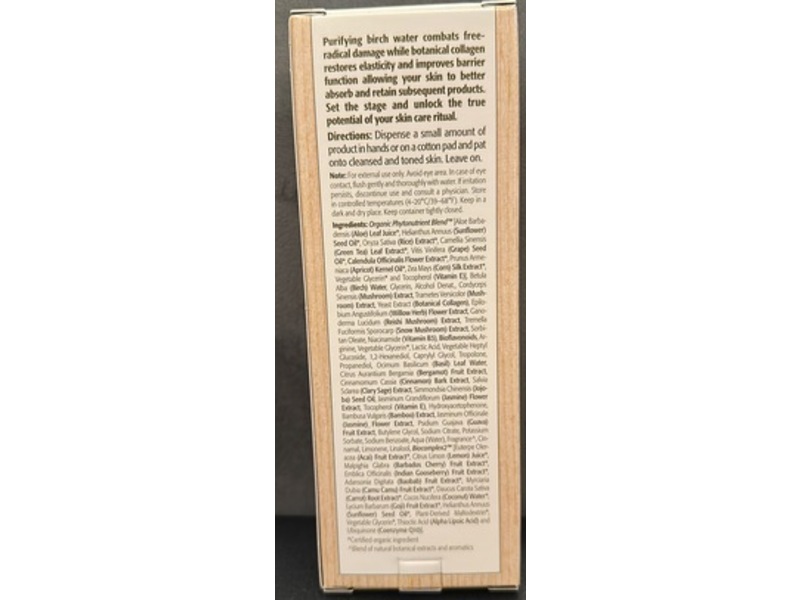 Purifying birch water combats free-
radical damage while botanical collagen
restores elasticity and improves barrier
function allowing your skin to better
absorb and retain subsequent products.
Set the stage and unlock the true
potential of your skin care ritual.
Directions: Dispense a small amount of
product in hands or on a cotton pad and pat
onto cleansed and toned skin. Leave on.
Note: For external use only. Avoid eye area. In case of eye
contact, flush gently and thoroughly with water. If irritation
persists, discontinue use and consult a physician. Store
in controlled temperatures (4–20°C/39–68°F). Keep in a
dark and dry place. Keep container tightly closed.
Ingredients: Organic Phytonutrient Blend™ [Aloe Barba-
densis (Aloe) Leaf Juice*, Helianthus Annuus (Sunflower)
Seed Oil*, Oryza Sativa (Rice) Extract*, Camellia Sinensis
(Green Tea) Leaf Extract*, Vitis Vinifera (Grape) Seed
Oil*, Calendula Officinalis Flower Extract*, Prunus Arme-
niaca (Apricot) Kernel Oil*, Zea Mays (Corn) Silk Extract*,
Vegetable Glycerin* and Tocopherol (Vitamin E)], Betula
Alba (Birch) Water, Glycerin, Alcohol Denat., Cordyceps
Sinensis (Mushroom) Extract, Trametes Versicolor (Mush-
room) Extract, Yeast Extract (Botanical Collagen), Epilo-
bium Angustifolium (Willow Herb) Flower Extract, Gano-
derma Lucidum (Reishi Mushroom) Extract, Tremella
Fuciformis Sporocarp (Snow Mushroom) Extract, Sorbi-
tan Oleate, Niacinamide (Vitamin B3), Bioflavonoids, Ar-
ginine, Vegetable Glycerin*, Lactic Acid, Vegetable Heptyl
Glucoside, 1,2-Hexanediol, Caprylyl Glycol, Tropolone,
Propanediol, Ocimum Basilicum (Basil) Leaf Water,
Citrus Aurantium Bergamia (Bergamot) Fruit Extract,
Cinnamomum Cassia (Cinnamon) Bark Extract, Salvia
Sclarea (Clary Sage) Extract, Simmondsia Chinensis (Jojo-
ba) Seed Oil, Jasminum Grandiflorum (Jasmine) Flower
Extract, Tocopherol (Vitamin E), Hydroxyacetophenone,
Bambusa Vulgaris (Bamboo) Extract, Jasminum Officinale
(Jasmine) Flower Extract, Psidium Guajava (Guava)
Fruit Extract, Butylene Glycol, Sodium Citrate, Potassium
Sorbate, Sodium Benzoate, Aqua (Water), Fragrance^, Cin-
namal, Limonene, Linalool, Biocomplex2™ [Euterpe Oler-
acea (Acai) Fruit Extract*, Citrus Limon (Lemon) Juice*,
Malpighia Glabra (Barbados Cherry) Fruit Extract*,
Emblica Officinalis (Indian Gooseberry) Fruit Extract*,
Adansonia Digitata (Baobab) Fruit Extract*, Myrciaria
Dubia (Camu Camu) Fruit Extract*, Daucus Carota Sativa
(Carrot) Root Extract*, Cocos Nucifera (Coconut) Water*,
Lycium Barbarum (Goji) Fruit Extract*, Helianthus Annuus
(Sunflower) Seed Oil*, Plant-Derived Maltodextrin*,
Vegetable Glycerin*, Thioctic Acid (Alpha Lipoic Acid) and
Ubiquinone (Coenzyme Q10)].
*Certified organic ingredient
^Blend of natural botanical extracts and aromatics